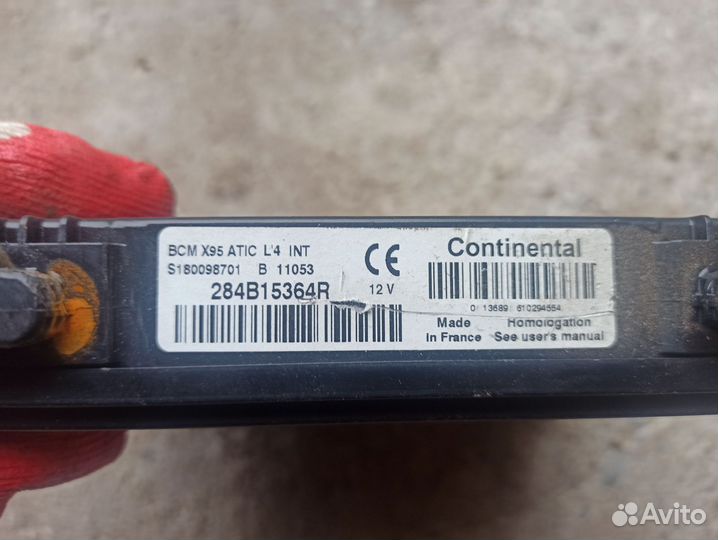 BCM X95 ATIC L'4 INT
S180098701 B 11053
284B15364R
CE
12 V
Continental
0 13689 610294554
Made
In France
Homologation
See user's manual
Avito